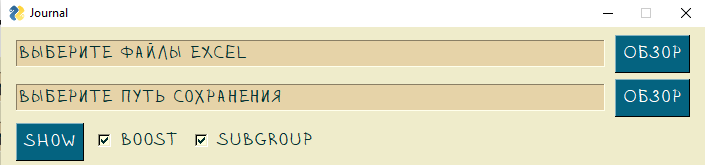 Journal
ВЫБЕРИТЕ ФАЙЛЫ EXCEL ОБЗОР
ВЫБЕРИТЕ ПУТЬ СОХРАНЕНИЯ ОБЗОР
SHOW BOOST SUBGROUP